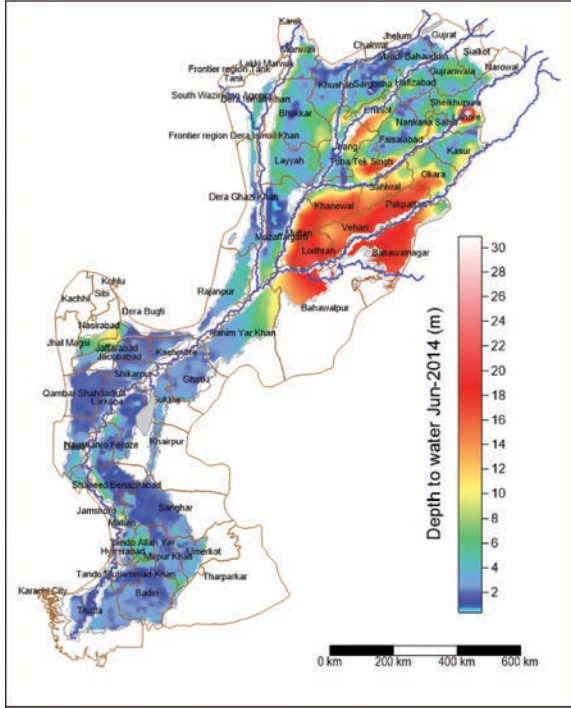 Karak
Mianwali
Lakki Marwat
Frontier region Tank
Tank
South Waziristan Agency
Dera Ismail Khan
Frontier region Dera Ismail Khan
Chakwal
Jhelum
Gujrat
Mandi Bahauddin
Sialkot
Narowal
Khushab
Sargodha
Hafizabad
Gujranwala
Sheikhupura
Bhakkar
Chiniot
Nankana Sahib
Lahore
Faisalabad
Kasur
Layyah
Jhang
Toba Tek Singh
Okara
Sahiwal
Dera Ghazi Khan
Khanewal
Pakpattan
Multan
Vehari
Muzaffargarh
Lodhran
Bahawalnagar
Rajanpur
Bahawalpur
Rahim Yar Khan
Kohlu
Sibi
Kachhi
Dera Bugti
Nasirabad
Jhal Magsi
Jaffarabad
Jacobabad
Kashmore
Shikarpur
Ghotki
Qambar Shahdadkot
Larkana
Sukkur
Khairpur
Naushahro Feroze
Dadu
Shaheed Benazirabad
Sanghar
Jamshoro
Matiari
Tando Allah Yar
Hyderabad
Mirpur Khas
Umerkot
Tando Muhammad Khan
Tharparkar
Karachi City
Badin
Thatta
Depth to water Jun-2014 (m)
30
28
26
24
22
20
18
16
14
12
10
8
6
4
2
0 km 200 km 400 km 600 km